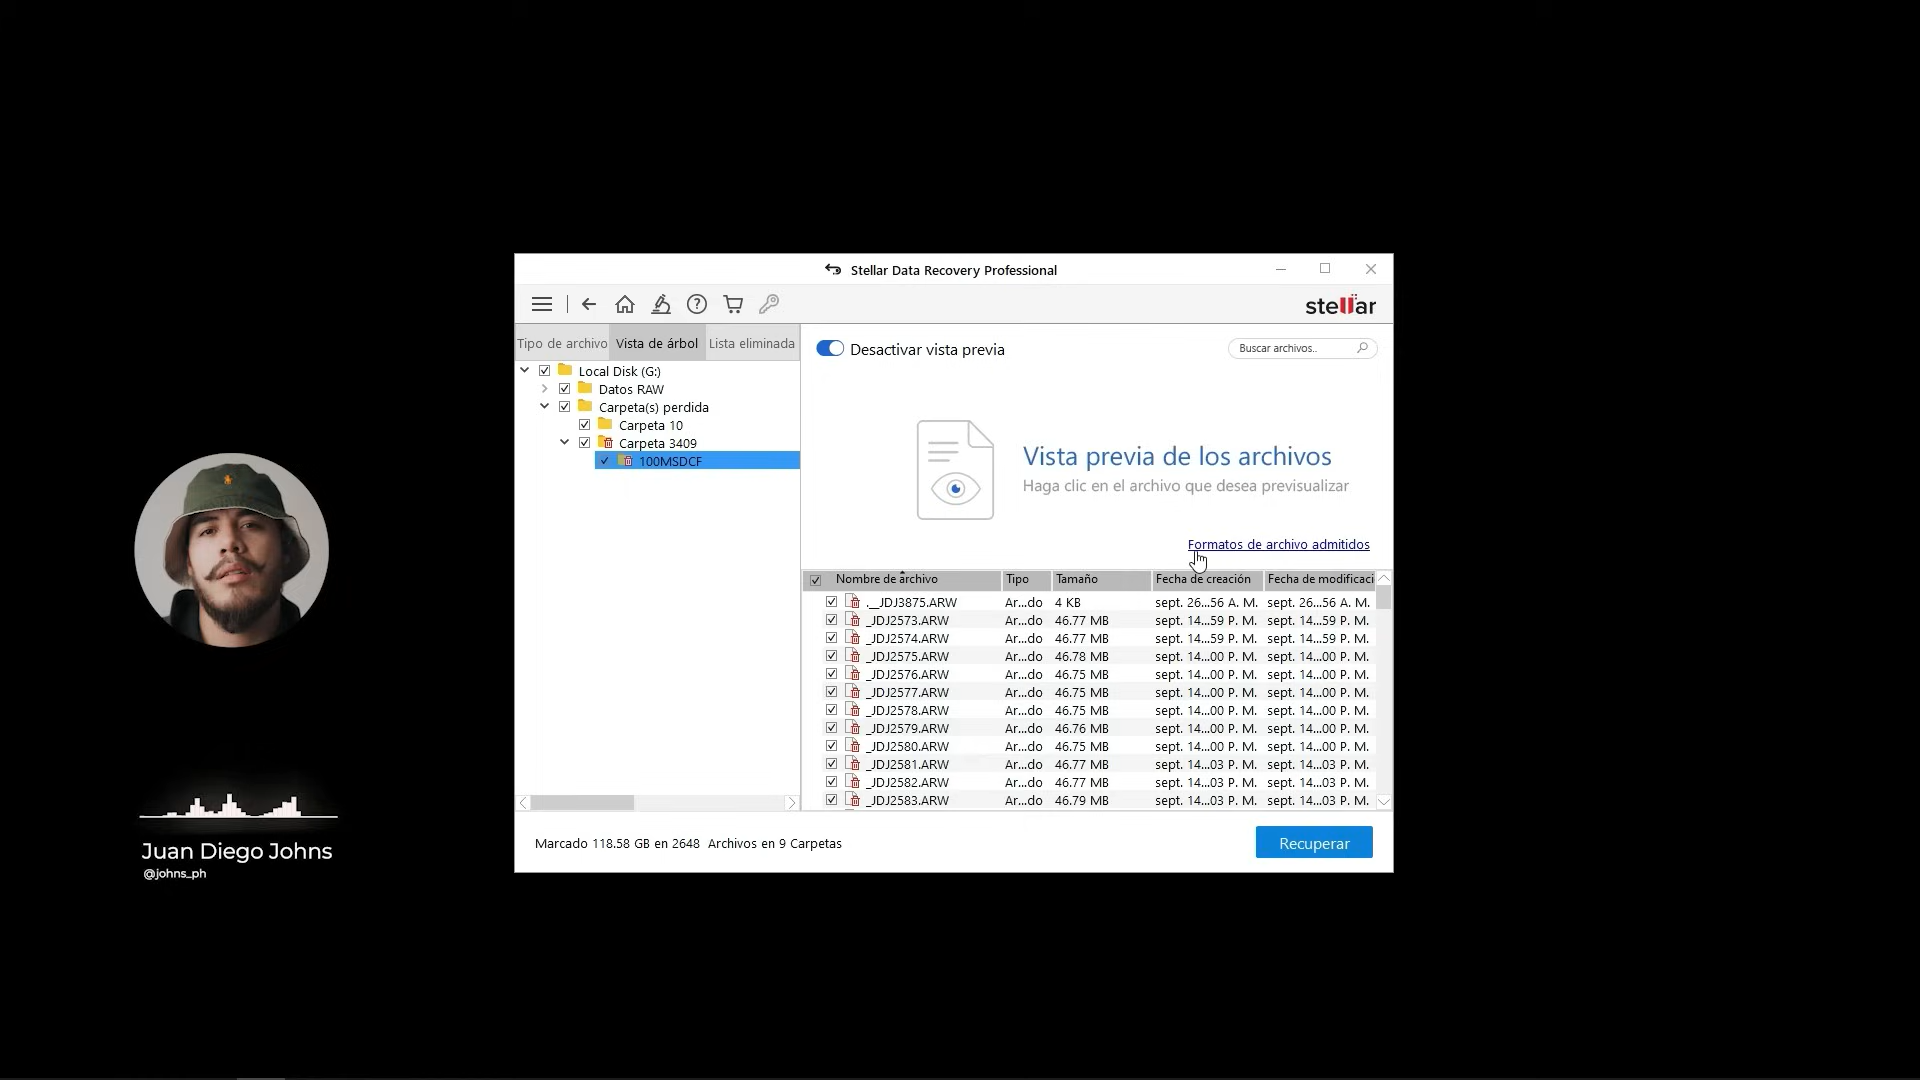 Stellar Data Recovery Professional
stellar
Tipo de archivo Vista de árbol Lista eliminada
Local Disk (G:)
Datos RAW
Carpeta(s) perdida
Carpeta 10
Carpeta 3409
100MSDCF
Desactivar vista previa
Buscar archivos..
Vista previa de los archivos
Haga clic en el archivo que desea previsualizar
Formatos de archivo admitidos
Nombre de archivo Tipo Tamaño Fecha de creación Fecha de modificaci
._JDJ3875.ARW Ar...do 4 KB sept. 26...56 A. M. sept. 26...56 A. M.
_JDJ2573.ARW Ar...do 46.77 MB sept. 14...59 P. M. sept. 14...59 P. M.
_JDJ2574.ARW Ar...do 46.77 MB sept. 14...59 P. M. sept. 14...59 P. M.
_JDJ2575.ARW Ar...do 46.78 MB sept. 14...00 P. M. sept. 14...00 P. M.
_JDJ2576.ARW Ar...do 46.75 MB sept. 14...00 P. M. sept. 14...00 P. M.
_JDJ2577.ARW Ar...do 46.75 MB sept. 14...00 P. M. sept. 14...00 P. M.
_JDJ2578.ARW Ar...do 46.75 MB sept. 14...00 P. M. sept. 14...00 P. M.
_JDJ2579.ARW Ar...do 46.76 MB sept. 14...00 P. M. sept. 14...00 P. M.
_JDJ2580.ARW Ar...do 46.75 MB sept. 14...00 P. M. sept. 14...00 P. M.
_JDJ2581.ARW Ar...do 46.77 MB sept. 14...03 P. M. sept. 14...03 P. M.
_JDJ2582.ARW Ar...do 46.77 MB sept. 14...03 P. M. sept. 14...03 P. M.
_JDJ2583.ARW Ar...do 46.79 MB sept. 14...03 P. M. sept. 14...03 P. M.
Marcado 118.58 GB en 2648 Archivos en 9 Carpetas
Recuperar
Juan Diego Johns
@johns_ph